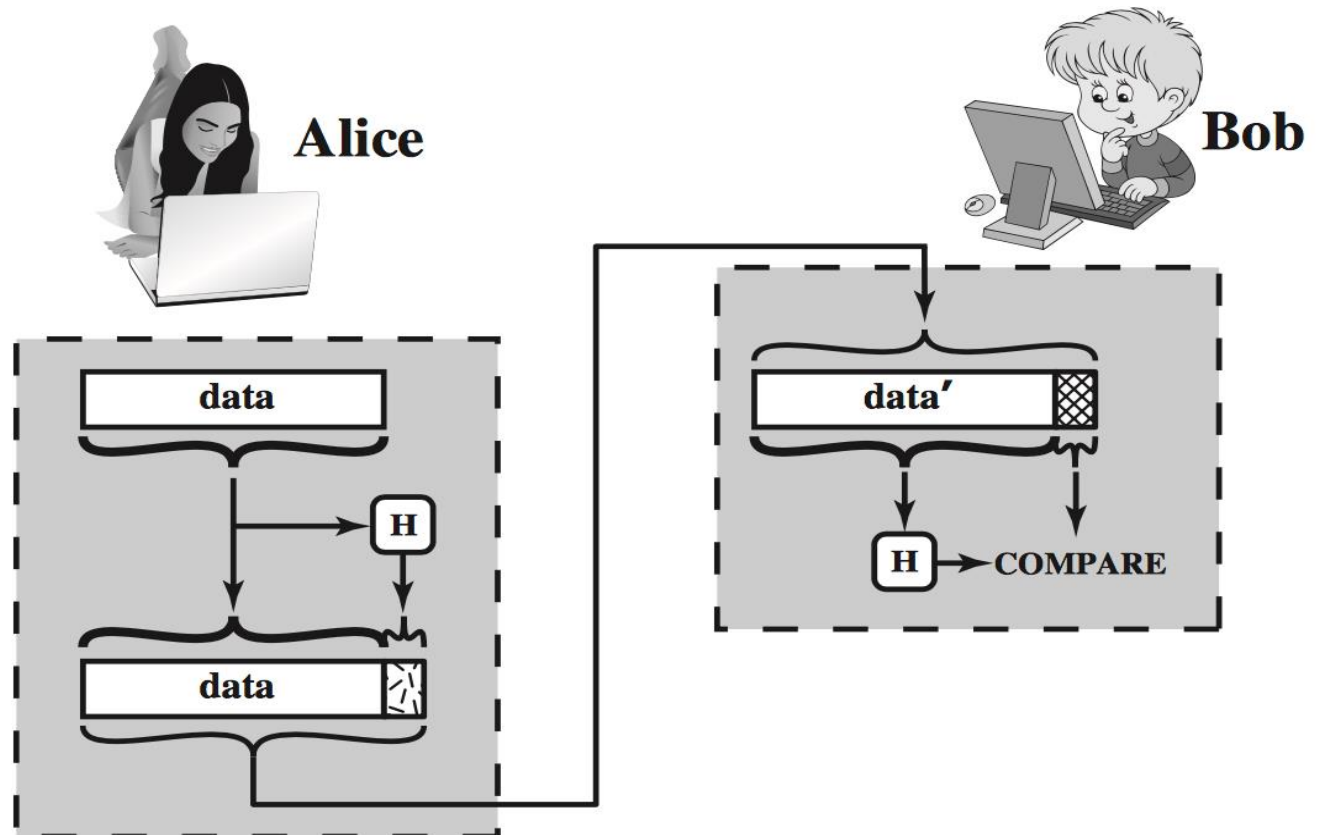 Alice
Bob
data
H
data
data′
H
COMPARE